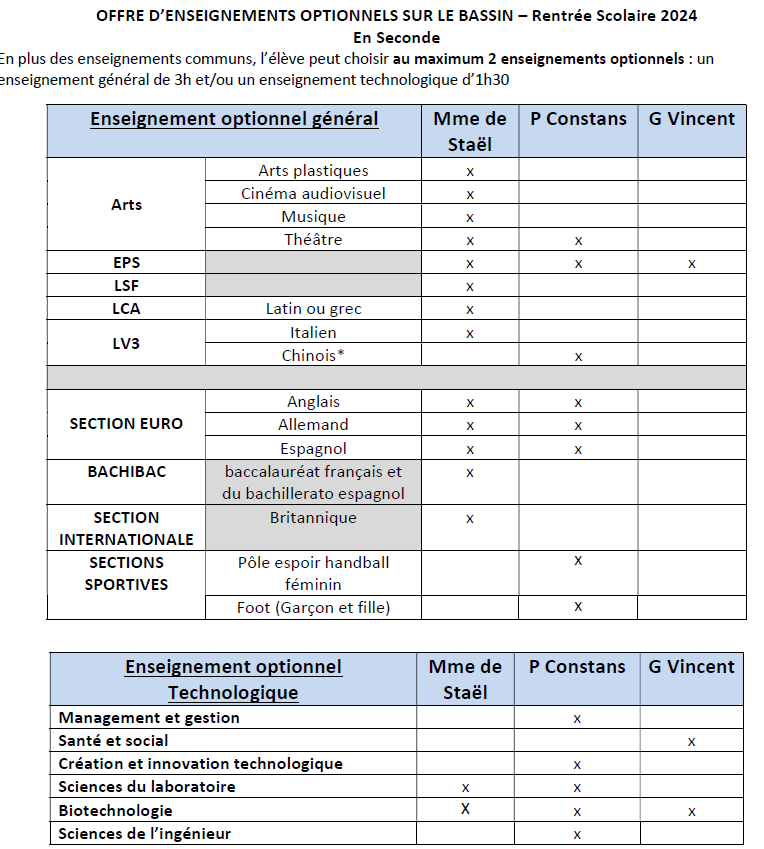 OFFRE D’ENSEIGNEMENTS OPTIONNELS SUR LE BASSIN – Rentrée Scolaire 2024
En Seconde
En plus des enseignements communs, l’élève peut choisir au maximum 2 enseignements optionnels : un
enseignement général de 3h et/ou un enseignement technologique d’1h30
Enseignement optionnel général Mme de Staël P Constans G Vincent
Arts Arts plastiques x
Cinéma audiovisuel x
Musique x
Théâtre x x
EPS x x x
LSF x
LCA Latin ou grec x
LV3 Italien x
Chinois* x
SECTION EURO Anglais x x
Allemand x x
Espagnol x x
BACHIBAC baccalauréat français et x
du bachillerato espagnol
SECTION Britannique x
INTERNATIONALE
SECTIONS Pôle espoir handball x
SPORTIVES féminin
Foot (Garçon et fille) x
Enseignement optionnel Mme de P Constans G Vincent
Technologique Staël
Management et gestion x
Santé et social x
Création et innovation technologique x
Sciences du laboratoire x x
Biotechnologie X x x
Sciences de l’ingénieur x